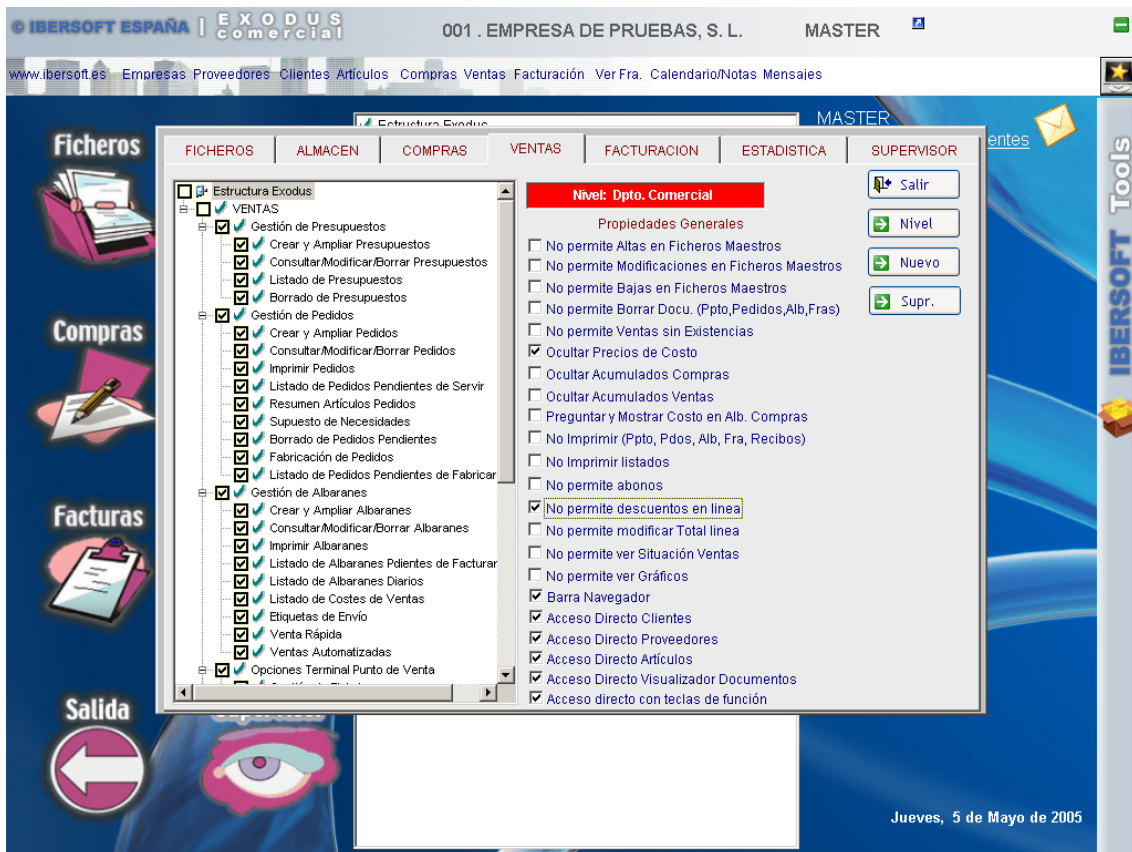 © IBERSOFT ESPAÑA | EXODUS comercial
001 . EMPRESA DE PRUEBAS, S. L. MASTER
www.ibersoft.es Empresas Proveedores Clientes Artículos Compras Ventas Facturación Ver Fra. Calendario/Notas Mensajes
MASTER
Estructura Exodus
entes
Ficheros
FICHEROS ALMACEN COMPRAS VENTAS FACTURACION ESTADISTICA SUPERVISOR
Estructura Exodus
VENTAS
Gestión de Presupuestos
Crear y Ampliar Presupuestos
Consultar/Modificar/Borrar Presupuestos
Listado de Presupuestos
Borrado de Presupuestos
Gestión de Pedidos
Crear y Ampliar Pedidos
Consultar/Modificar/Borrar Pedidos
Imprimir Pedidos
Listado de Pedidos Pendientes de Servir
Resumen Artículos Pedidos
Supuesto de Necesidades
Borrado de Pedidos Pendientes
Fabricación de Pedidos
Listado de Pedidos Pendientes de Fabricar
Gestión de Albaranes
Crear y Ampliar Albaranes
Consultar/Modificar/Borrar Albaranes
Imprimir Albaranes
Listado de Albaranes Pdientes de Facturar
Listado de Albaranes Diarios
Listado de Costes de Ventas
Etiquetas de Envío
Venta Rápida
Ventas Automatizadas
Opciones Terminal Punto de Venta
Nivel: Dpto. Comercial
Propiedades Generales
No permite Altas en Ficheros Maestros
No permite Modificaciones en Ficheros Maestros
No permite Bajas en Ficheros Maestros
No permite Borrar Docu. (Ppto,Pedidos,Alb,Fras)
No permite Ventas sin Existencias
Ocultar Precios de Costo
Ocultar Acumulados Compras
Ocultar Acumulados Ventas
Preguntar y Mostrar Costo en Alb. Compras
No Imprimir (Ppto, Pdos, Alb, Fra, Recibos)
No Imprimir listados
No permite abonos
No permite descuentos en linea
No permite modificar Total linea
No permite ver Situación Ventas
No permite ver Gráficos
Barra Navegador
Acceso Directo Clientes
Acceso Directo Proveedores
Acceso Directo Artículos
Acceso Directo Visualizador Documentos
Acceso directo con teclas de función
Salir
Nivel
Nuevo
Supr.
Compras
Facturas
Salida
Supervisor
IBERSOFT Tools
Jueves, 5 de Mayo de 2005